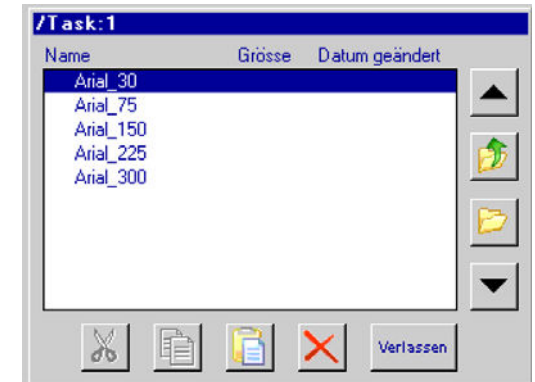 /Task:1
Name Grösse Datum geändert
Arial_30
Arial_75
Arial_150
Arial_225
Arial_300
Verlassen